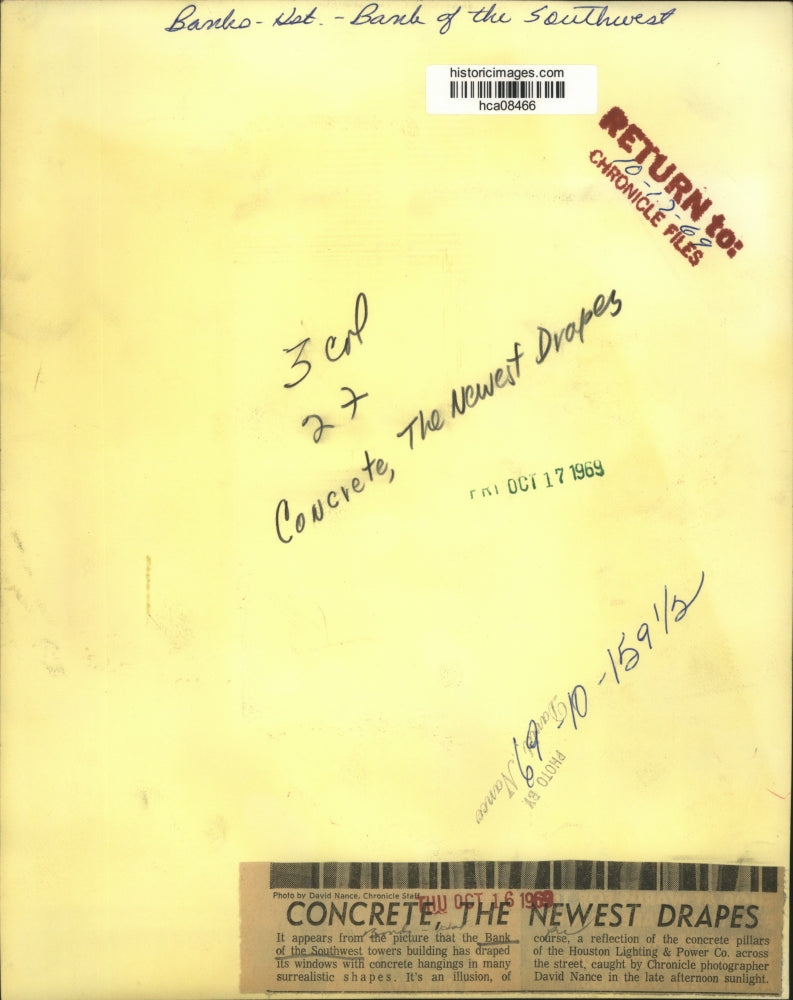 Banks - Nat. - Bank of the Southwest
historicimages.com
hca08466
RETURN to:
CHRONICLE FILES
3 col
27
Concrete, The Newest Drapes
FRI OCT 17 1969
69-10-159 1/2
PHOTO BY
David Nance
Photo by David Nance, Chronicle Staff
THU OCT 16 1969
CONCRETE, THE NEWEST DRAPES
It appears from the picture that the Bank
of the Southwest towers building has draped
its windows with concrete hangings in many
surrealistic shapes. It's an illusion, of
course, a reflection of the concrete pillars
of the Houston Lighting & Power Co. across
the street, caught by Chronicle photographer
David Nance in the late afternoon sunlight.